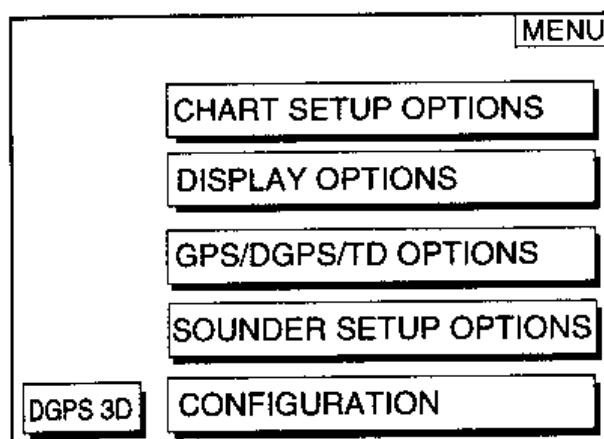 MENU
CHART SETUP OPTIONS
DISPLAY OPTIONS
GPS/DGPS/TD OPTIONS
SOUNDER SETUP OPTIONS
DGPS 3D
CONFIGURATION